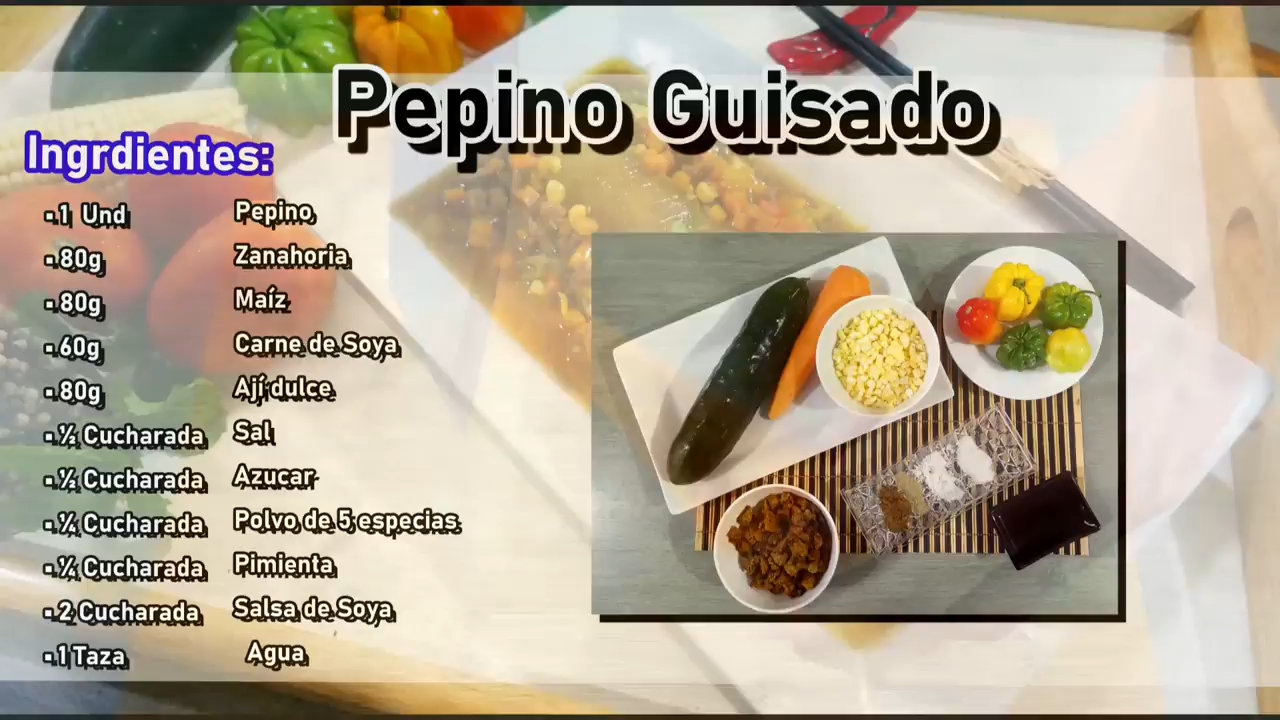 Pepino Guisado
Ingrdientes:
▪1 Und Pepino
▪80g Zanahoria
▪80g Maíz
▪60g Carne de Soya
▪80g Ají dulce
▪½ Cucharada Sal
▪½ Cucharada Azucar
▪¼ Cucharada Polvo de 5 especias
▪¼ Cucharada Pimienta
▪2 Cucharada Salsa de Soya
▪1 Taza Agua